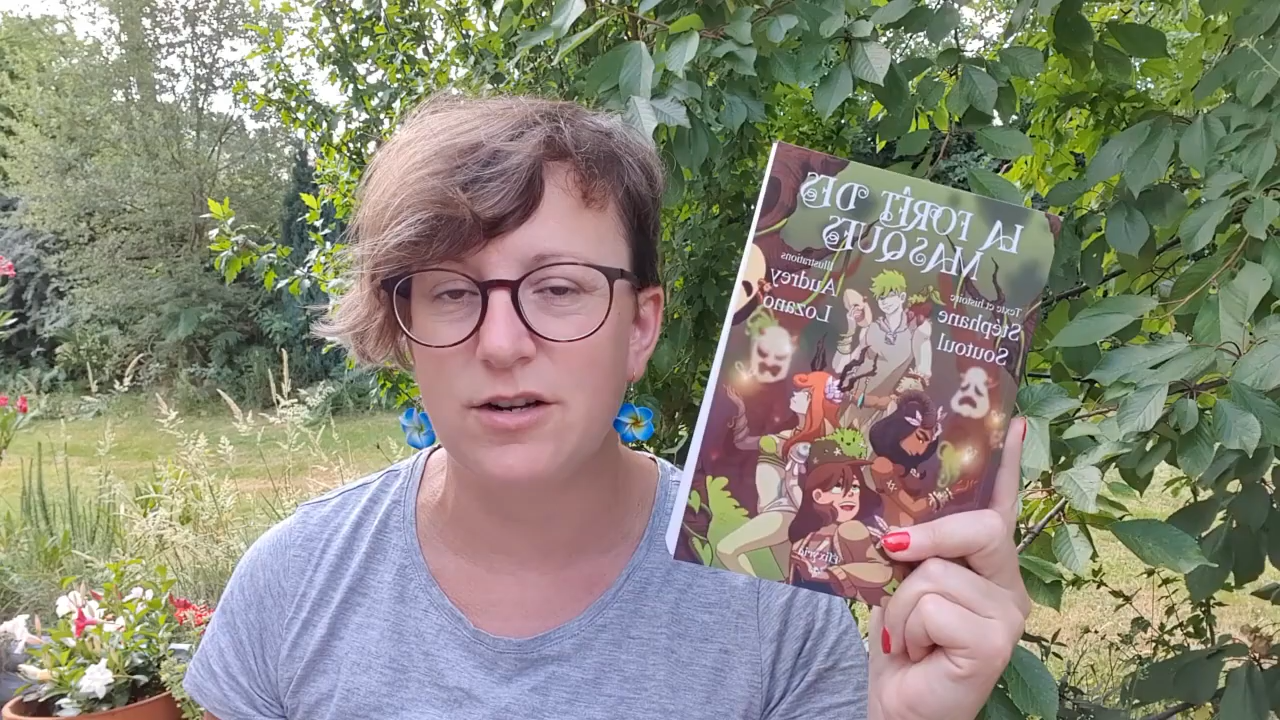 LA FORÊT DES
MASQUES
Texte et histoire
Stéphane
Soutoul
Illustrations
Audrey
Lozano